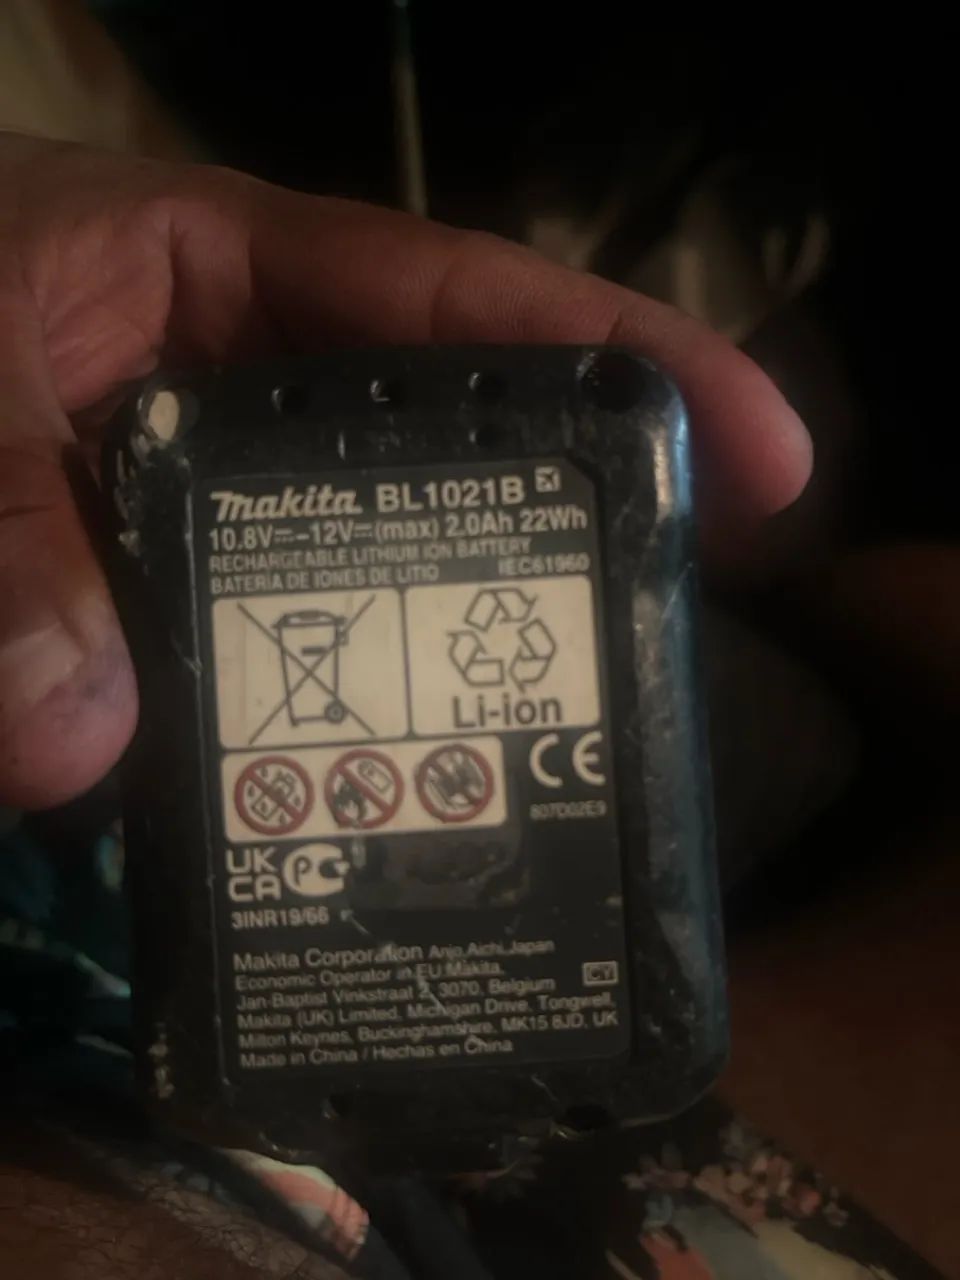 makita BL1021B
10.8V⎓-12V⎓(max) 2.0Ah 22Wh
RECHARGEABLE LITHIUM ION BATTERY
BATERÍA DE IONES DE LITIO IEC61960
Li-ion
CE
807D02E9
UK
CA
3INR19/66
Makita Corporation Anjo, Aichi, Japan
Economic Operator in EU Makita,
Jan-Baptist Vinkstraat 2, 3070, Belgium
Makita (UK) Limited, Michigan Drive, Tongwell,
Milton Keynes, Buckinghamshire, MK15 8JD, UK
Made in China / Hechas en China